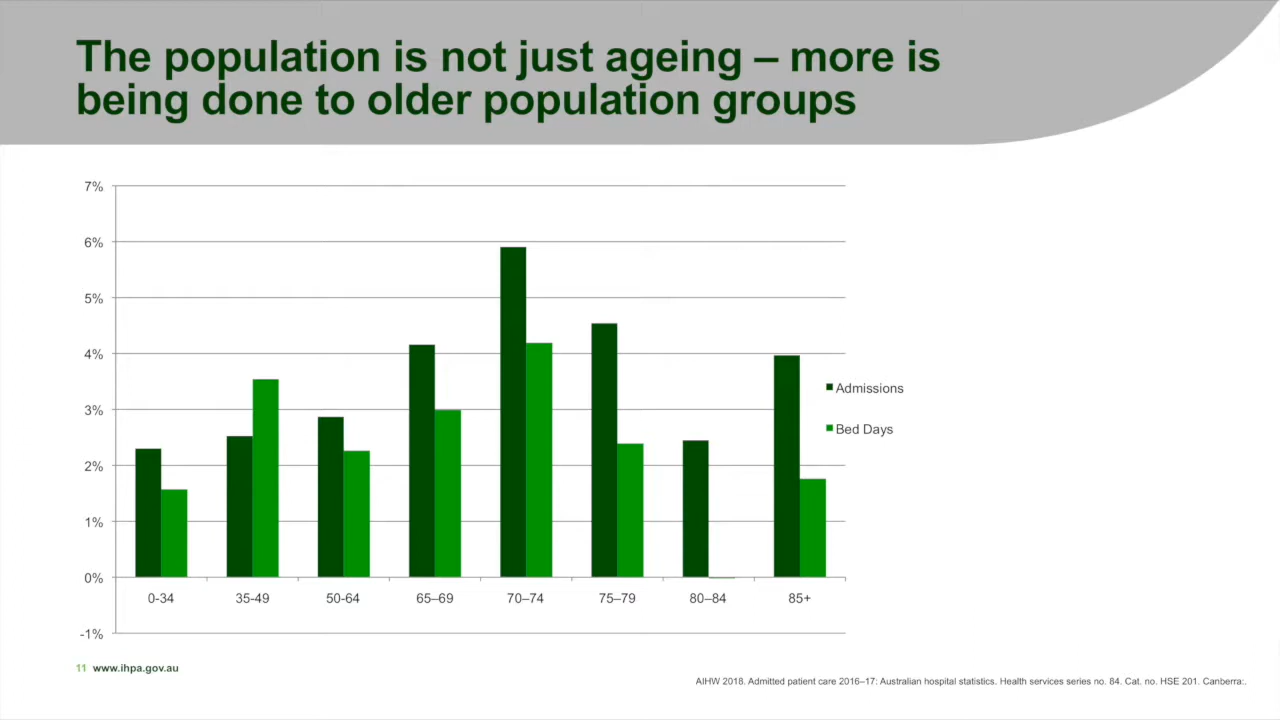 The population is not just ageing – more is
being done to older population groups
7%
6%
5%
4%
3%
2%
1%
0%
-1%
0-34
35-49
50-64
65–69
70–74
75–79
80–84
85+
Admissions
Bed Days
11 www.ihpa.gov.au
AIHW 2018. Admitted patient care 2016–17: Australian hospital statistics. Health services series no. 84. Cat. no. HSE 201. Canberra:.